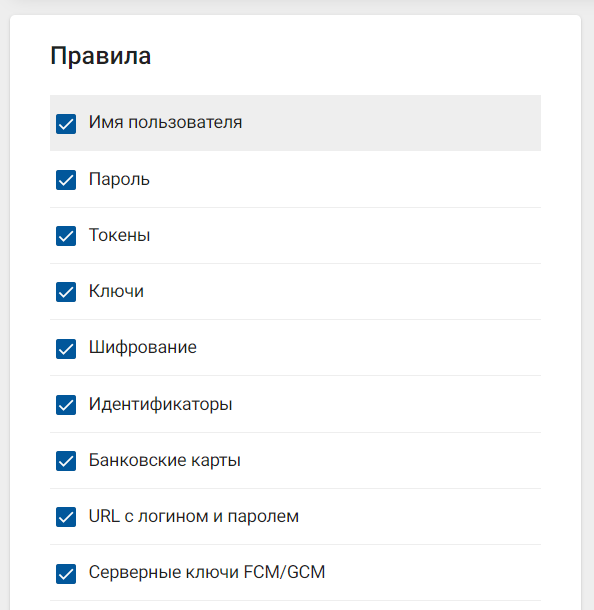 Правила
Имя пользователя
Пароль
Токены
Ключи
Шифрование
Идентификаторы
Банковские карты
URL с логином и паролем
Серверные ключи FCM/GCM